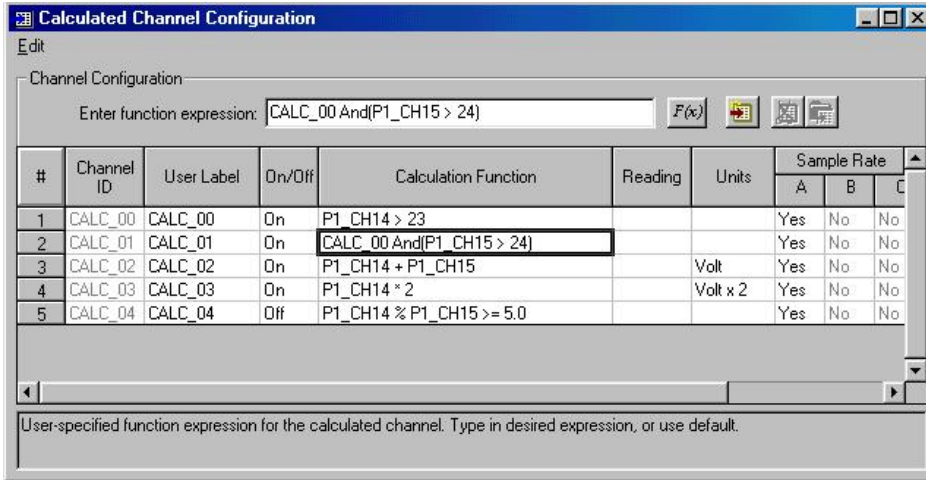 Calculated Channel Configuration
Edit
Channel Configuration
Enter function expression: CALC_00 And(P1_CH15 > 24) F(x)
# Channel ID User Label On/Off Calculation Function Reading Units Sample Rate
A B C
1 CALC_00 CALC_00 On P1_CH14 > 23 Yes No No
2 CALC_01 CALC_01 On CALC_00 And(P1_CH15 > 24) Yes No No
3 CALC_02 CALC_02 On P1_CH14 + P1_CH15 Volt Yes No No
4 CALC_03 CALC_03 On P1_CH14 * 2 Volt x 2 Yes No No
5 CALC_04 CALC_04 Off P1_CH14 % P1_CH15 >= 5.0 Yes No No
User-specified function expression for the calculated channel. Type in desired expression, or use default.